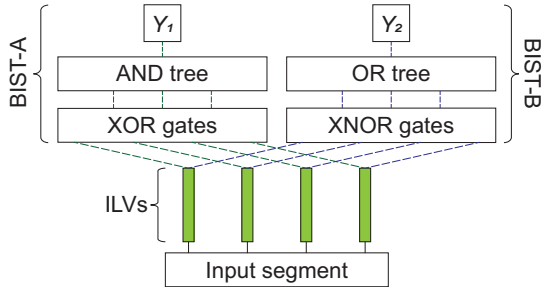 Y1
Y2
BIST-A
AND tree
OR tree
BIST-B
XOR gates
XNOR gates
ILVs
Input segment